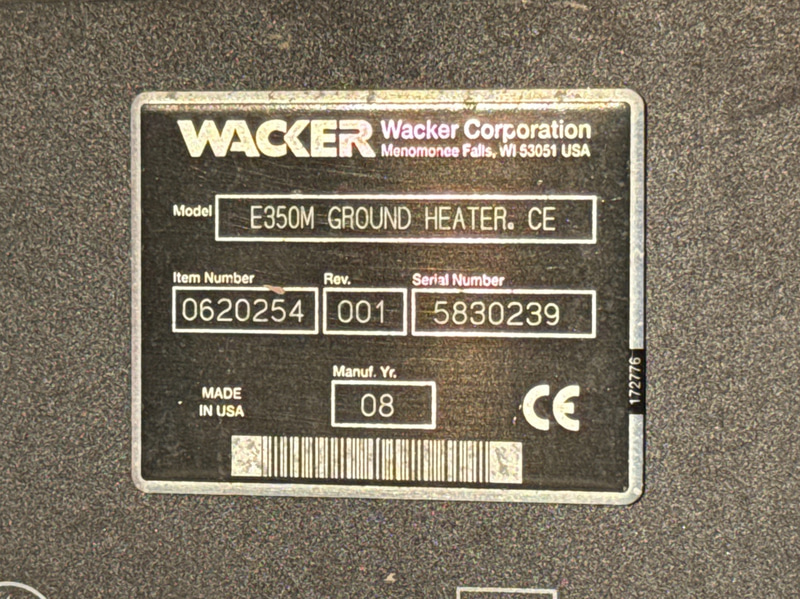 WACKER Wacker Corporation
Menomonee Falls, WI 53051 USA
Model E350M GROUND HEATER. CE
Item Number Rev. Serial Number
0620254 001 5830239
Manuf. Yr.
MADE
IN USA
08
CE
172776